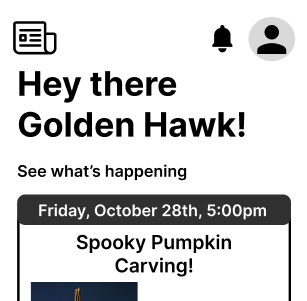 Hey there
Golden Hawk!
See what’s happening
Friday, October 28th, 5:00pm
Spooky Pumpkin
Carving!